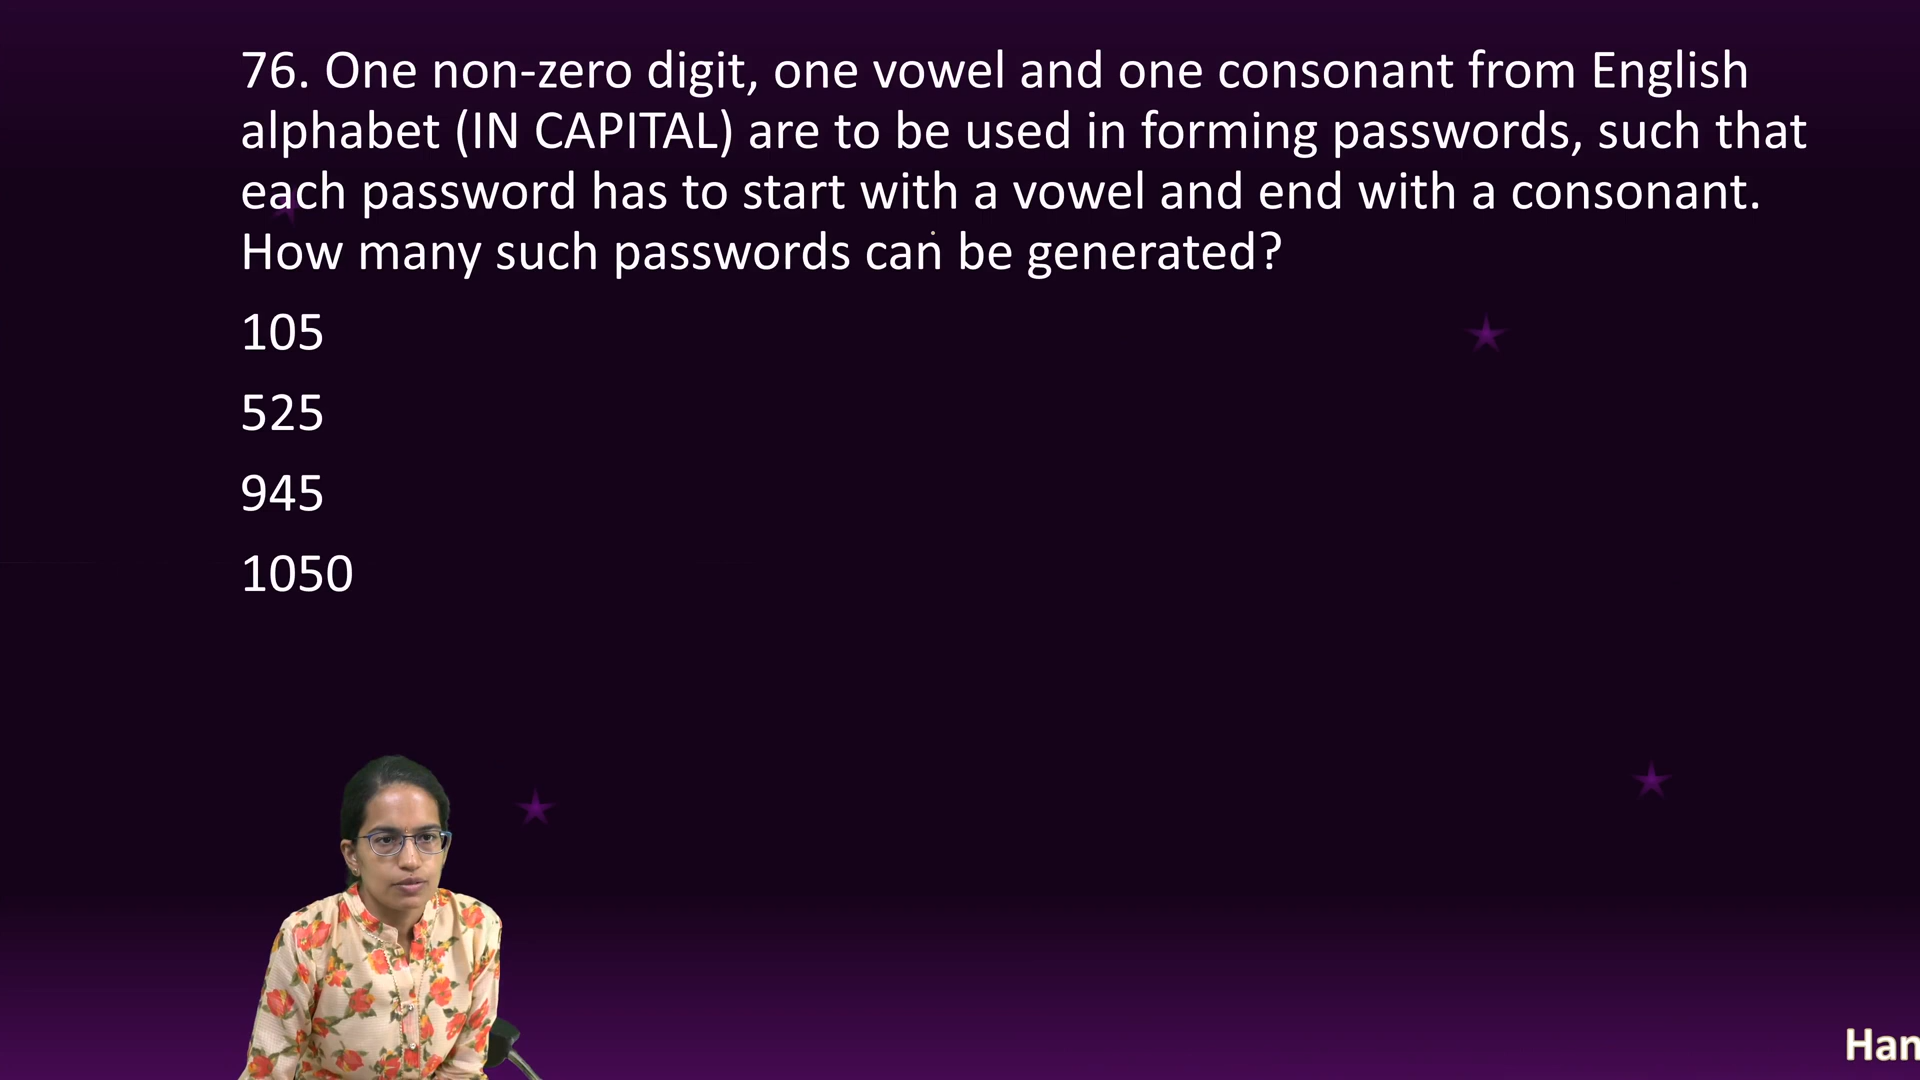 76. One non-zero digit, one vowel and one consonant from English
alphabet (IN CAPITAL) are to be used in forming passwords, such that
each password has to start with a vowel and end with a consonant.
How many such passwords can be generated?
105
525
945
1050
Han